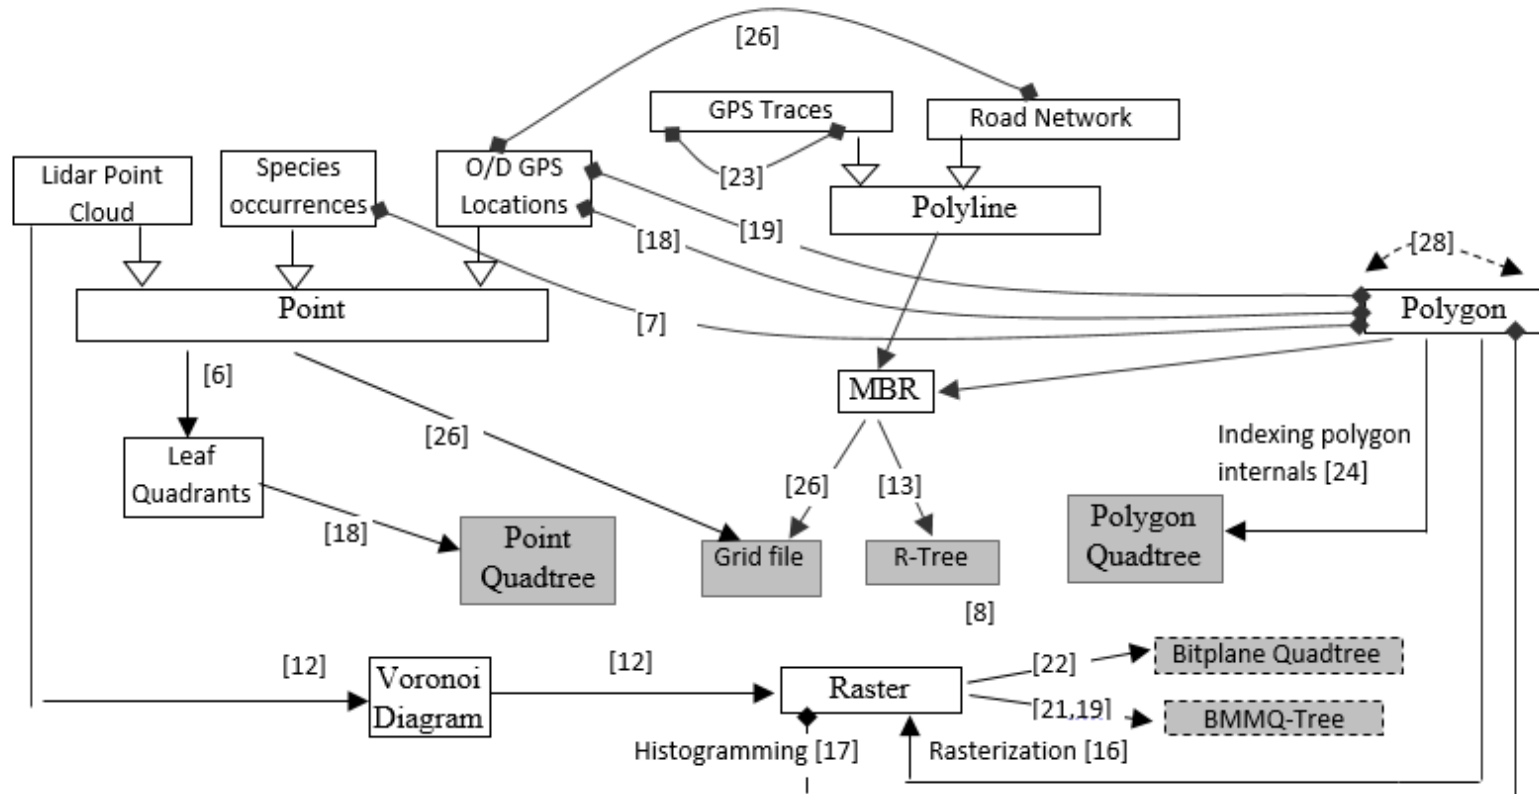 [26]
GPS Traces
Road Network
[23]
Lidar Point
Cloud
Species
occurrences
O/D GPS
Locations
Polyline
[19]
[18]
[28]
Point
[7]
Polygon
[6]
MBR
[26]
Leaf
Quadrants
Indexing polygon
internals [24]
[26]
[13]
[18]
Point
Quadtree
Grid file
R-Tree
Polygon
Quadtree
[8]
[12]
Voronoi
Diagram
[12]
Raster
[22]
Bitplane Quadtree
[21,19]
BMMQ-Tree
Histogramming [17]
Rasterization [16]